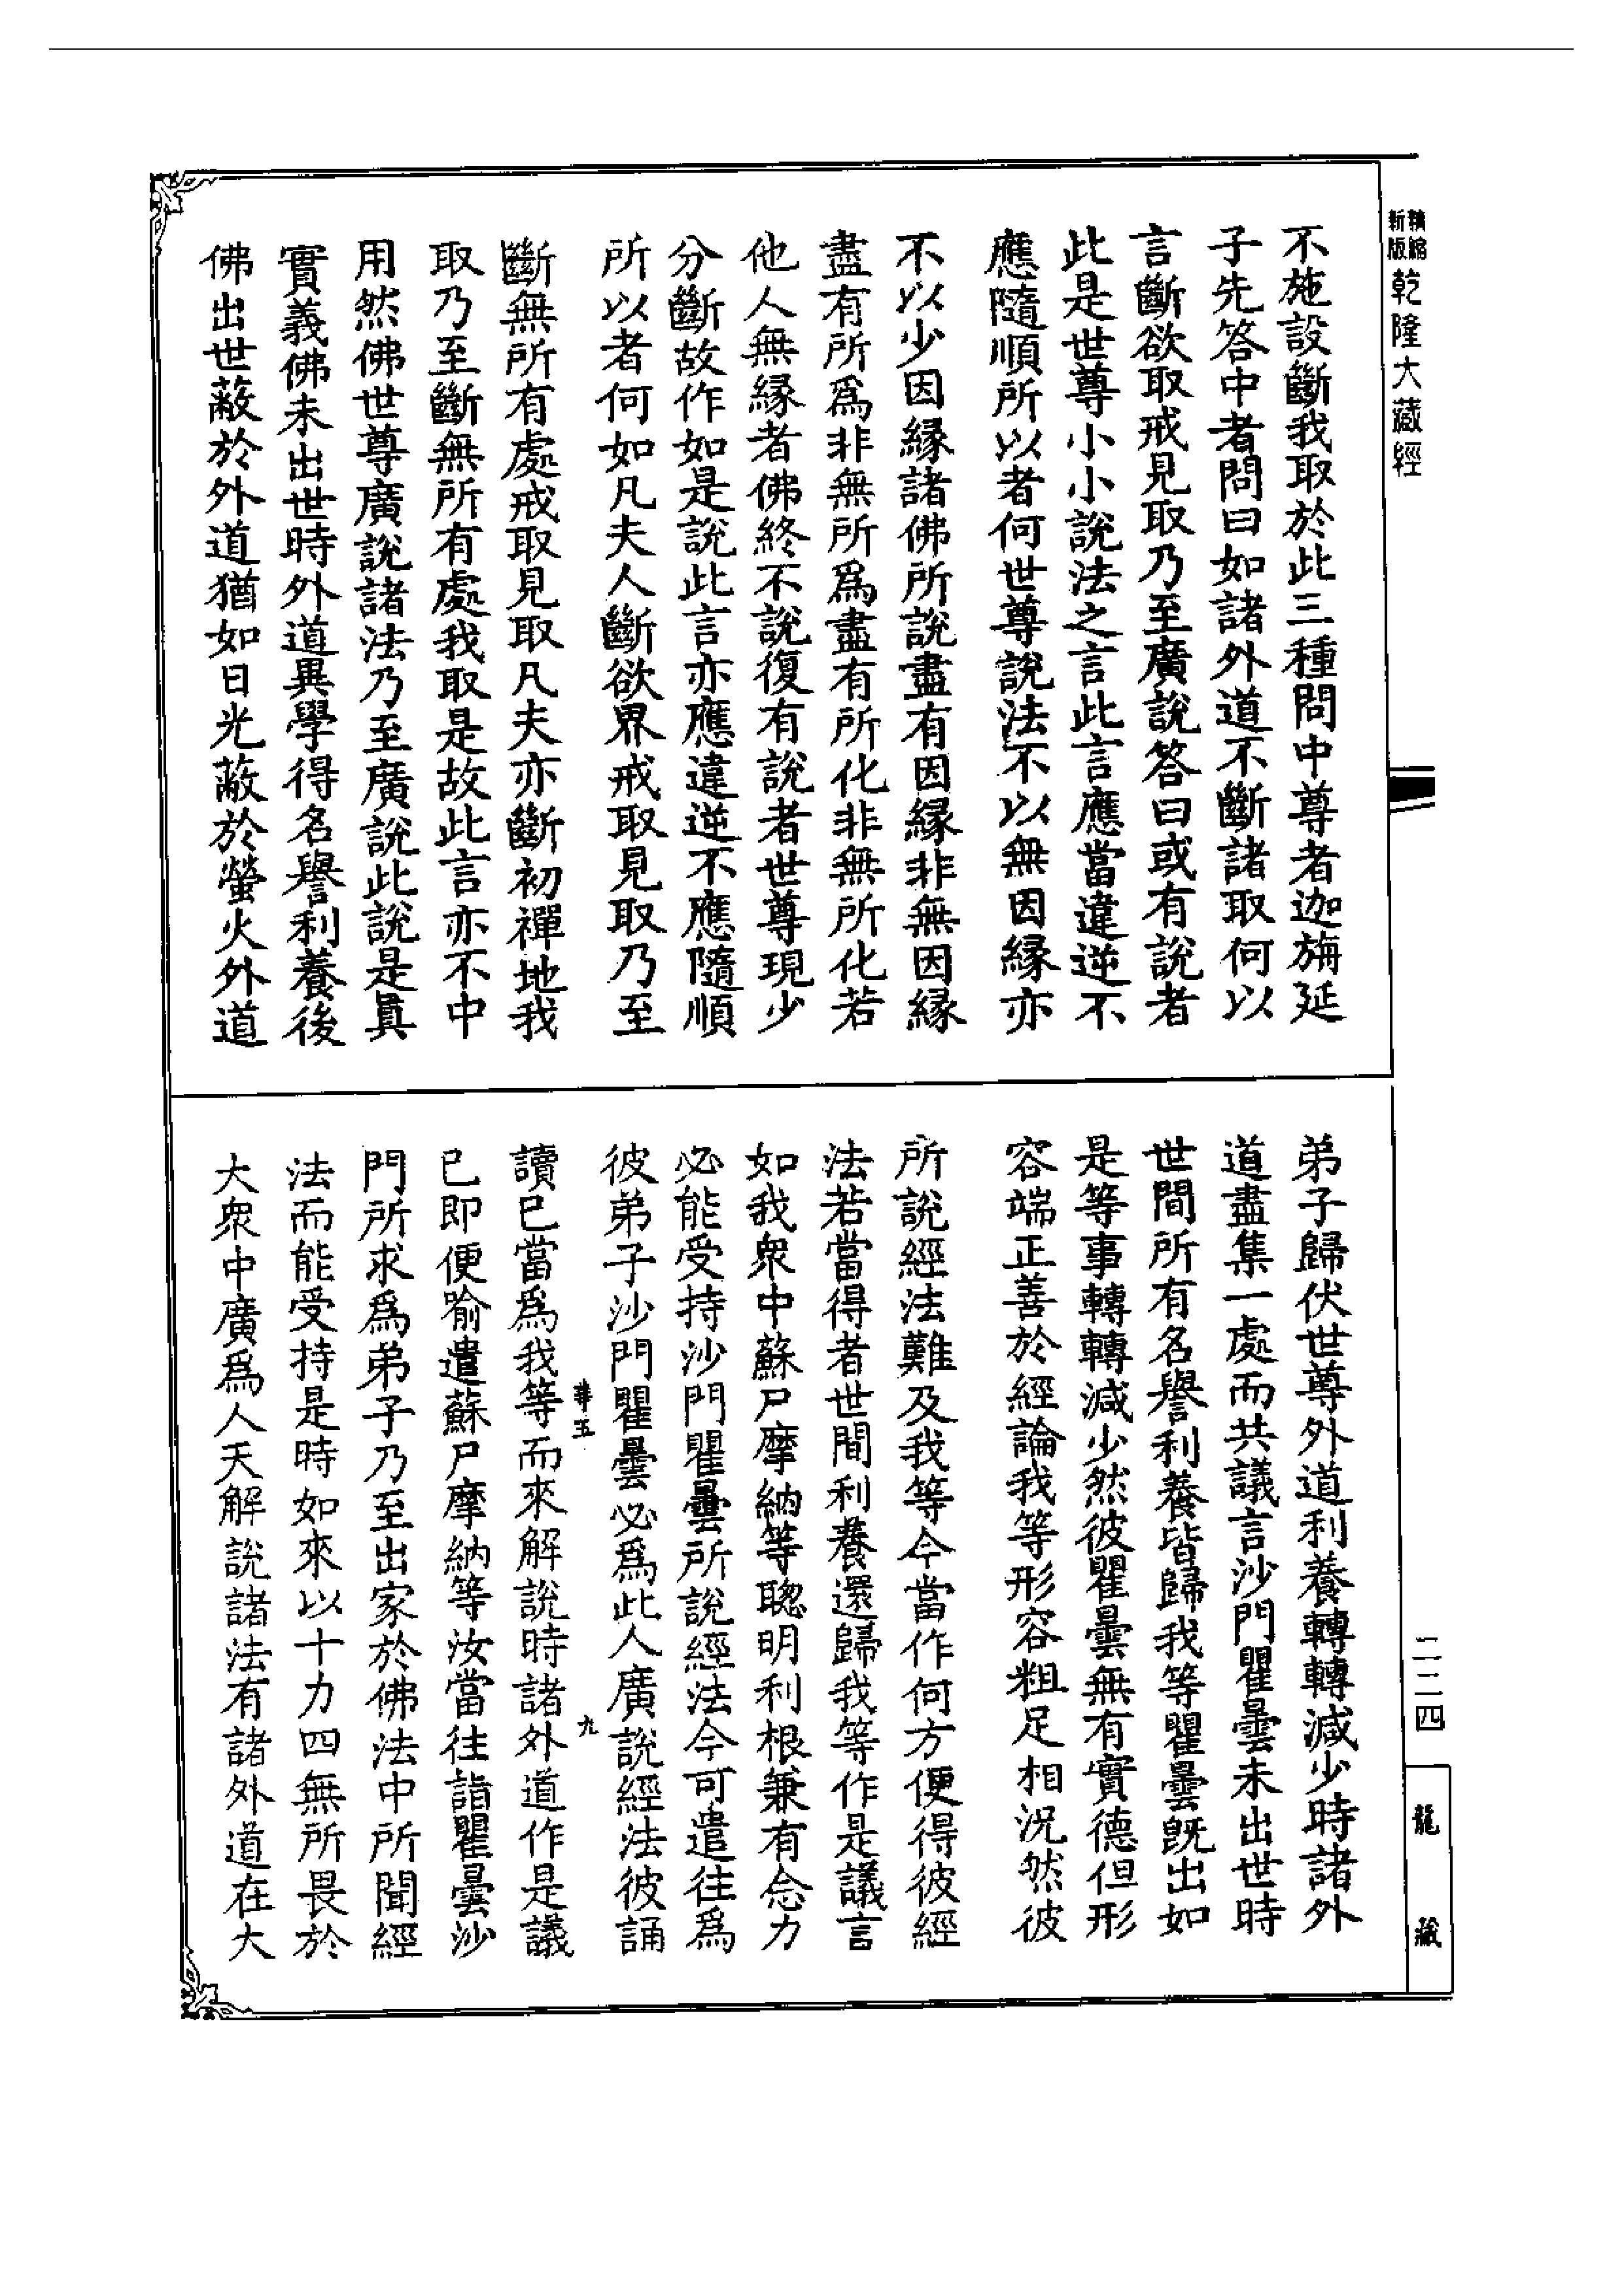 新版精縮乾隆大藏經
不施設斷我取於此三種問中尊者迦旃延
子先答中者問曰如諸外道不斷諸取何以
言斷欲取戒見取乃至廣說答曰或有說者
此是世尊小小說法之言此言應當違逆不
應隨順所以者何世尊說法不以無因緣亦
不以少因緣諸佛所說盡有因緣非無因緣
盡有所爲非無所爲盡有所化非無所化若
他人無緣者佛終不說復有說者世尊現少
分斷故作如是說此言亦應違逆不應隨順
所以者何如凡夫人斷欲界戒取見取乃至
斷無所有處戒取見取凡夫亦斷初禪地我
取乃至斷無所有處我取是故此言亦不中
用然佛世尊廣說諸法乃至廣說此說是眞
實義佛未出世時外道異學得名譽利養後
佛出世蔽於外道猶如日光蔽於螢火外道
弟子歸伏世尊外道利養轉轉減少時諸外
道盡集一處而共議言沙門瞿曇未出世時
世間所有名譽利養皆歸我等瞿曇旣出如
是等事轉轉減少然彼瞿曇無有實德但形
容端正善於經論我等形容粗足相況然彼
所說經法難及我等今當作何方便得彼經
法若當得者世間利養還歸我等作是議言
如我衆中蘇尸摩納等聰明利根兼有念力
必能受持沙門瞿曇所說經法今可遣往爲
彼弟子沙門瞿曇必爲此人廣說經法彼誦
華五
九
讀已當爲我等而來解說時諸外道作是議
已即便喻遣蘇尸摩納等汝當往詣瞿曇沙
門所求爲弟子乃至出家於佛法中所聞經
法而能受持是時如來以十力四無所畏於
大衆中廣爲人天解說諸法有諸外道在大
二二四
龍藏